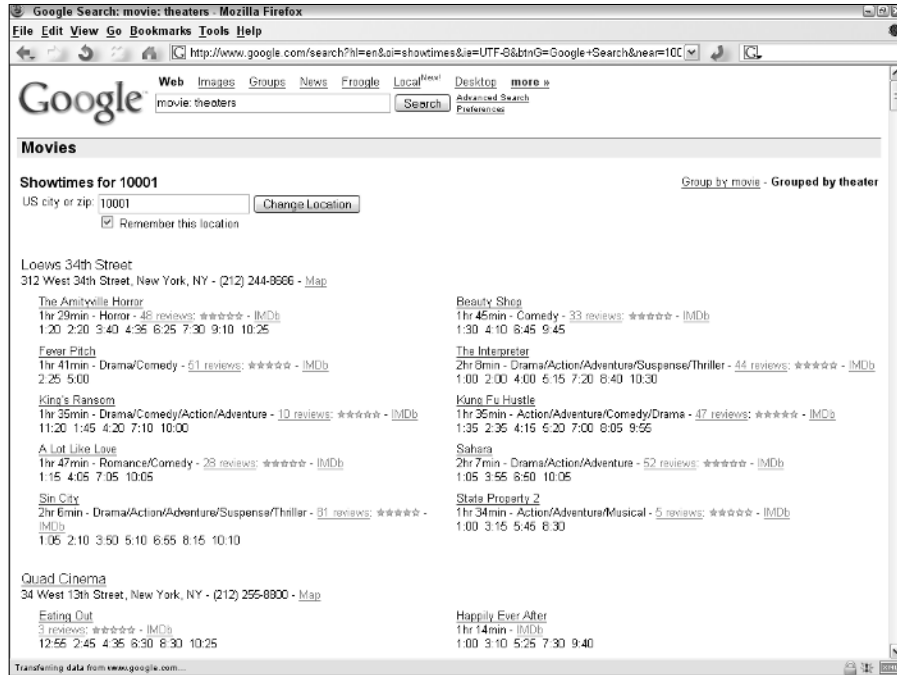 Google Search: movie: theaters - Mozilla Firefox
File Edit View Go Bookmarks Tools Help
http://www.google.com/search?hl=en&oi=showtimes&ie=UTF-8&btnG=Google+Search&near=100
Web Images Groups News Froogle Local New! Desktop more »
Google
movie: theaters Search Advanced Search
Preferences
Movies
Showtimes for 10001
Group by movie - Grouped by theater
US city or zip: 10001 Change Location
Remember this location
Loews 34th Street
312 West 34th Street, New York, NY - (212) 244-8686 - Map
The Amityville Horror
1hr 29min - Horror - 48 reviews: ☆☆☆☆☆ - IMDb
1:20 2:20 3:40 4:35 6:25 7:30 9:10 10:25
Beauty Shop
1hr 45min - Comedy - 33 reviews: ☆☆☆☆☆ - IMDb
1:30 4:10 6:45 9:45
Fever Pitch
1hr 41min - Drama/Comedy - 51 reviews: ☆☆☆☆☆ - IMDb
2:25 5:00
The Interpreter
2hr 8min - Drama/Action/Adventure/Suspense/Thriller - 44 reviews: ☆☆☆☆☆ - IMDb
1:00 2:00 4:00 5:15 7:20 8:40 10:30
King's Ransom
1hr 35min - Drama/Comedy/Action/Adventure - 10 reviews: ☆☆☆☆☆ - IMDb
11:20 1:45 4:20 7:10 10:00
Kung Fu Hustle
1hr 35min - Action/Adventure/Comedy/Drama - 47 reviews: ☆☆☆☆☆ - IMDb
1:35 2:35 4:15 5:20 7:00 8:05 9:55
A Lot Like Love
1hr 47min - Romance/Comedy - 28 reviews: ☆☆☆☆☆ - IMDb
1:15 4:05 7:05 10:05
Sahara
2hr 7min - Drama/Action/Adventure - 52 reviews: ☆☆☆☆☆ - IMDb
1:05 3:55 6:50 10:05
Sin City
2hr 6min - Drama/Action/Adventure/Suspense/Thriller - 81 reviews: ☆☆☆☆☆ -
IMDb
1:05 2:10 3:50 5:10 6:55 8:15 10:10
State Property 2
1hr 34min - Action/Adventure/Musical - 5 reviews: ☆☆☆☆☆ - IMDb
1:00 3:15 5:45 8:30
Quad Cinema
34 West 13th Street, New York, NY - (212) 255-8800 - Map
Eating Out
3 reviews: ☆☆☆☆☆ - IMDb
12:55 2:45 4:35 6:30 8:30 10:25
Happily Ever After
1hr 14min - IMDb
1:00 3:10 5:25 7:30 9:40
Transferring data from www.google.com...